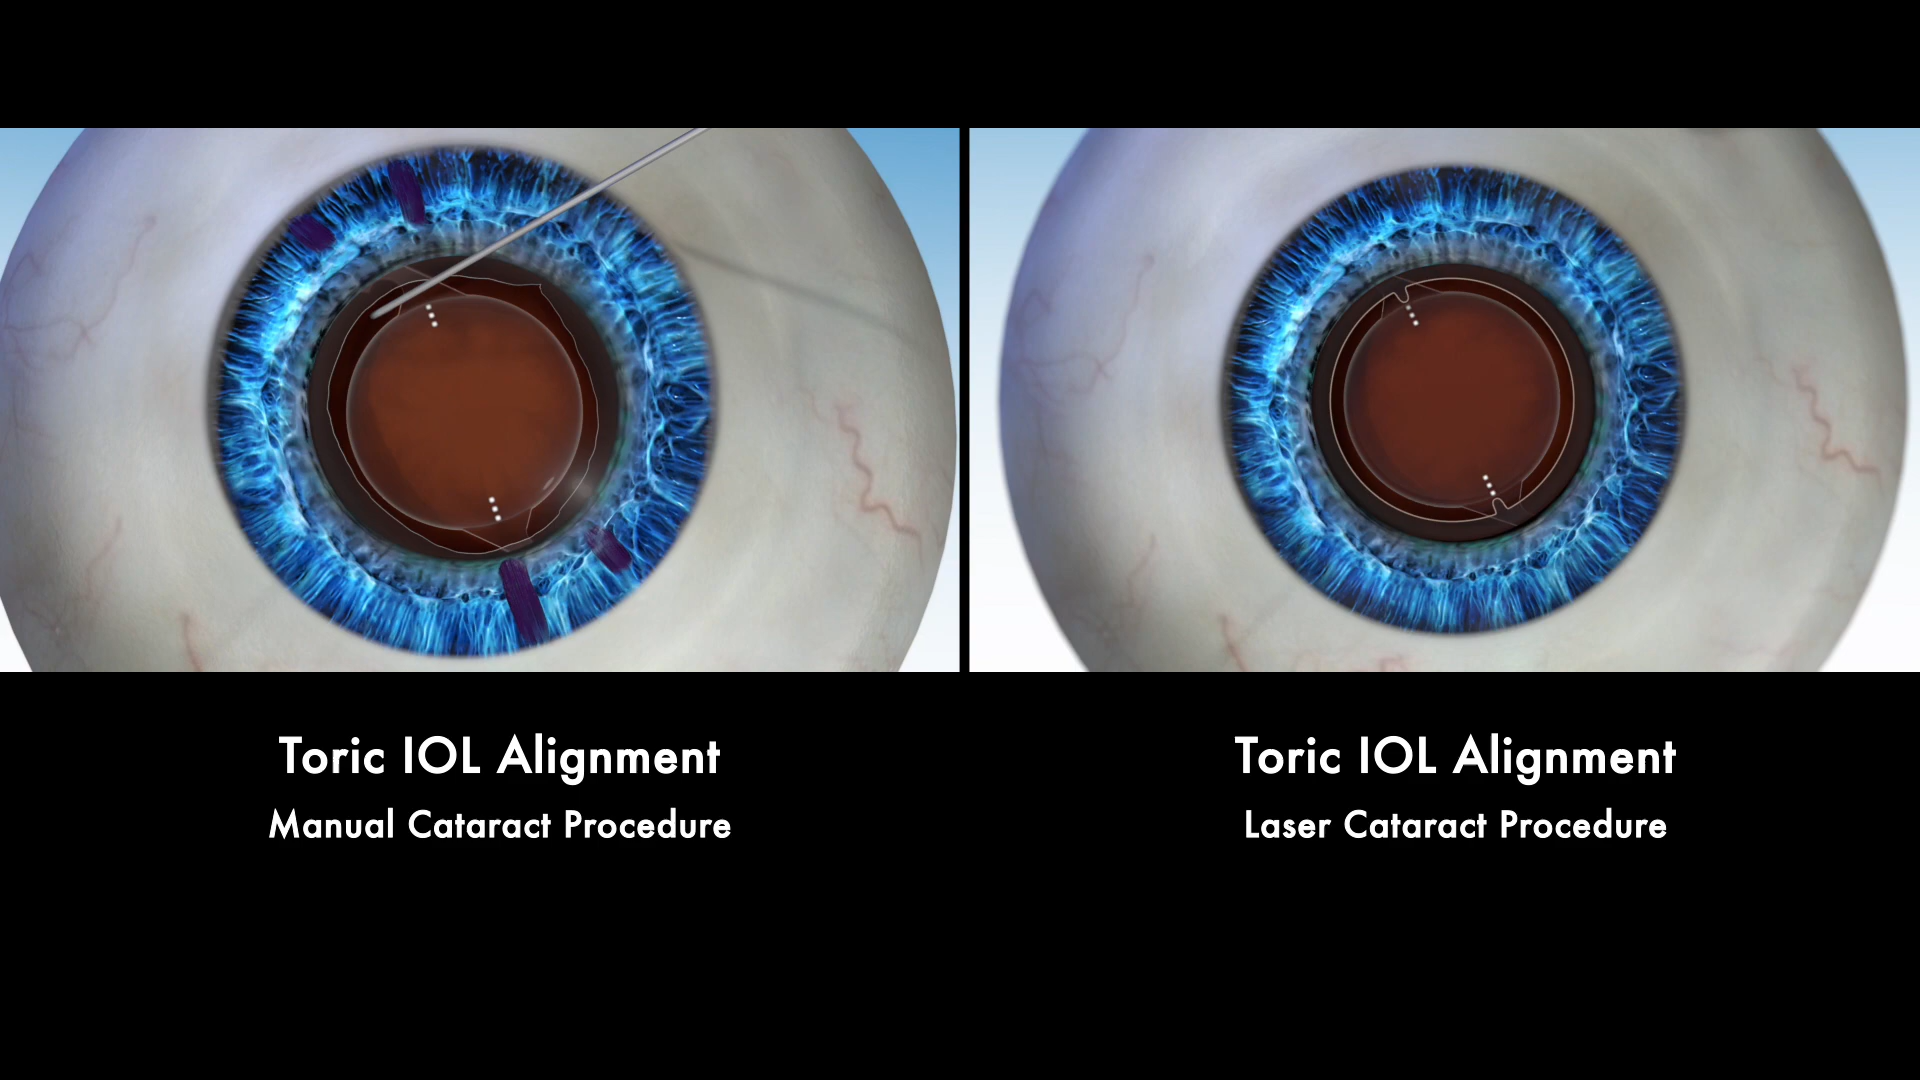 Toric IOL Alignment
Manual Cataract Procedure
Toric IOL Alignment
Laser Cataract Procedure